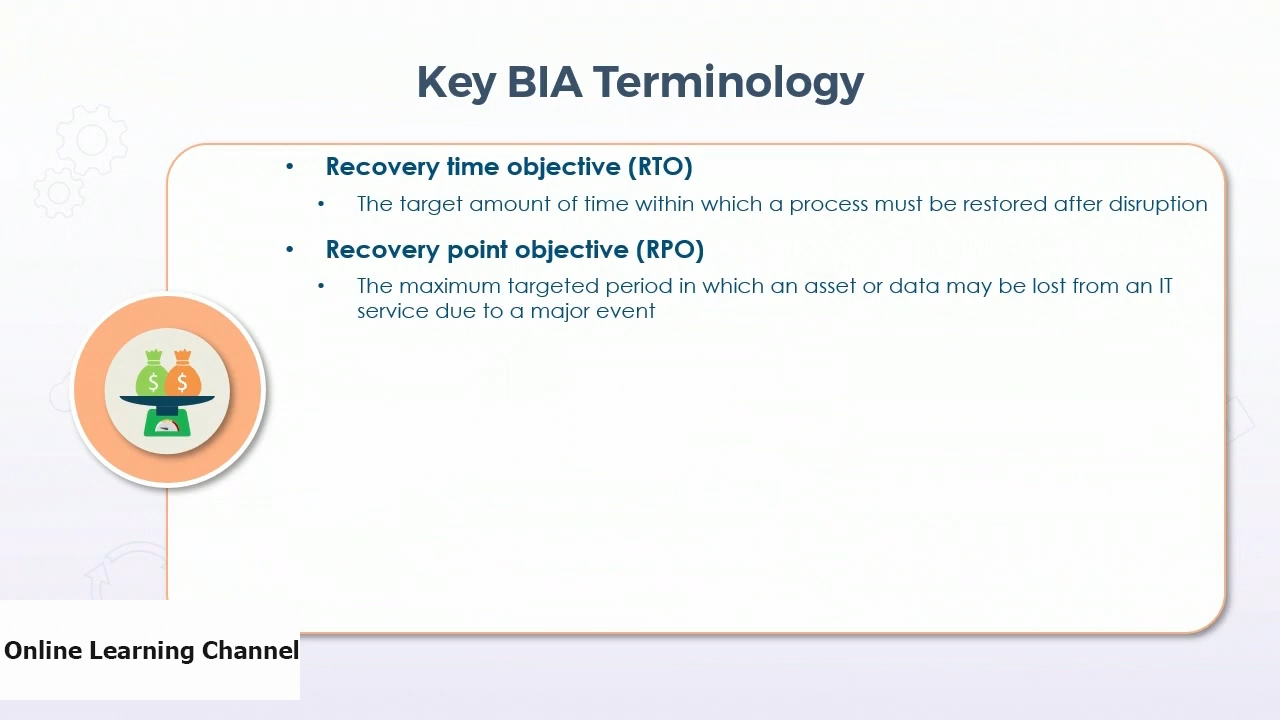 Key BIA Terminology
• Recovery time objective (RTO)
• The target amount of time within which a process must be restored after disruption
• Recovery point objective (RPO)
• The maximum targeted period in which an asset or data may be lost from an IT
service due to a major event
$ $
Online Learning Channel